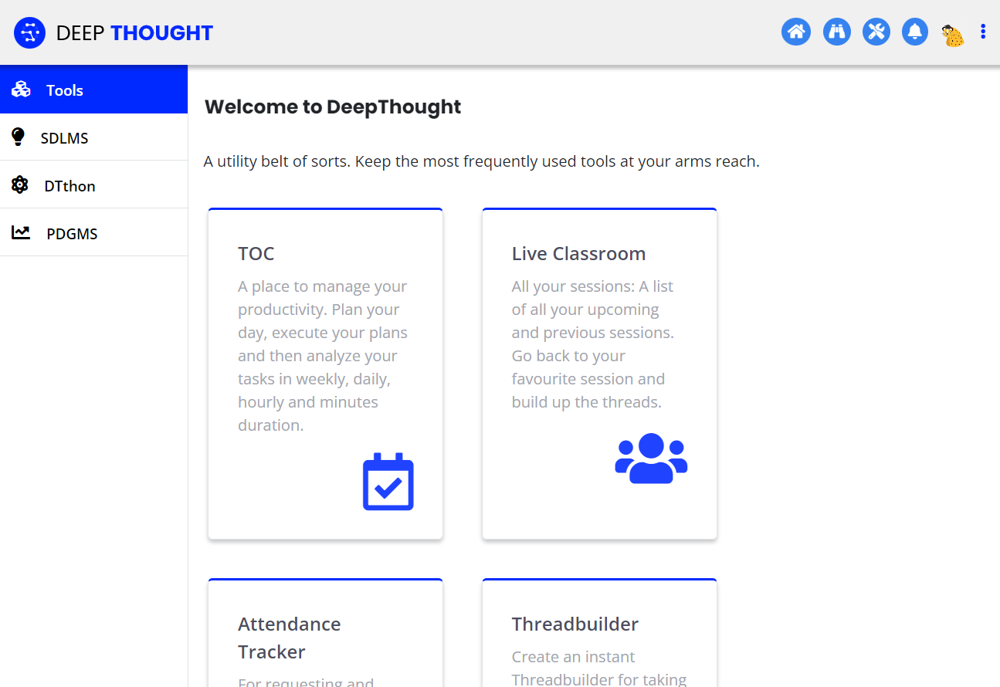 DEEP THOUGHT
Tools
SDLMS
DTthon
PDGMS
Welcome to DeepThought
A utility belt of sorts. Keep the most frequently used tools at your arms reach.
TOC
A place to manage your
productivity. Plan your
day, execute your plans
and then analyze your
tasks in weekly, daily,
hourly and minutes
duration.
Live Classroom
All your sessions: A list
of all your upcoming
and previous sessions.
Go back to your
favourite session and
build up the threads.
Attendance
Tracker
For requesting and
Threadbuilder
Create an instant
Threadbuilder for taking